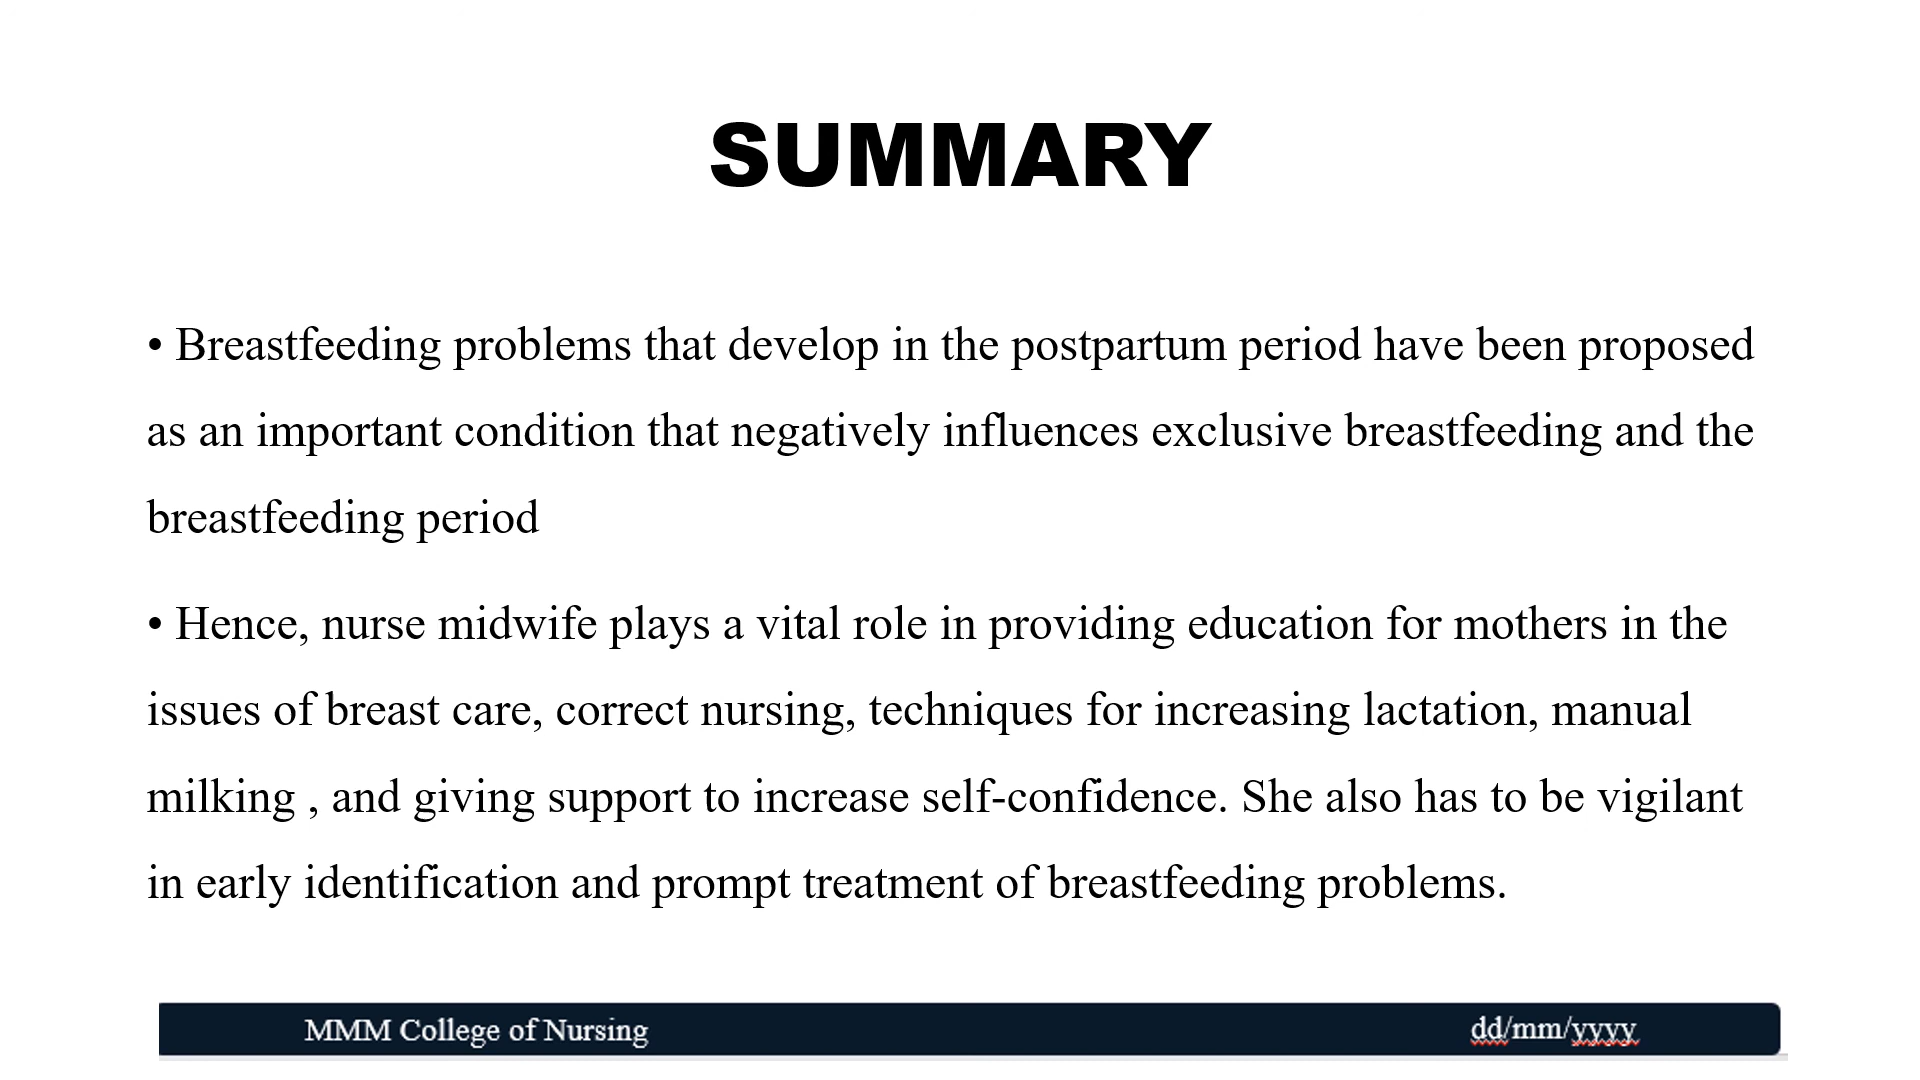 SUMMARY
• Breastfeeding problems that develop in the postpartum period have been proposed
as an important condition that negatively influences exclusive breastfeeding and the
breastfeeding period
• Hence, nurse midwife plays a vital role in providing education for mothers in the
issues of breast care, correct nursing, techniques for increasing lactation, manual
milking , and giving support to increase self-confidence. She also has to be vigilant
in early identification and prompt treatment of breastfeeding problems.
MMM College of Nursing dd/mm/yyyy